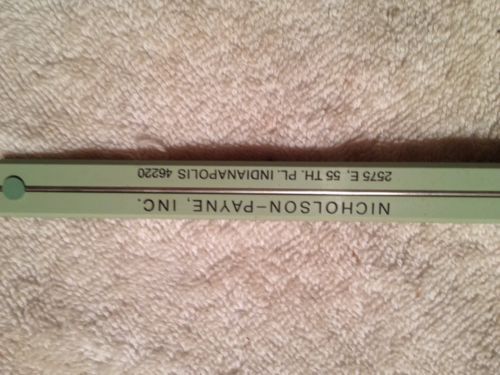 NICHOLSON-PAYNE, INC.
2575 E, 55 TH. PL. INDIANAPOLIS 46220